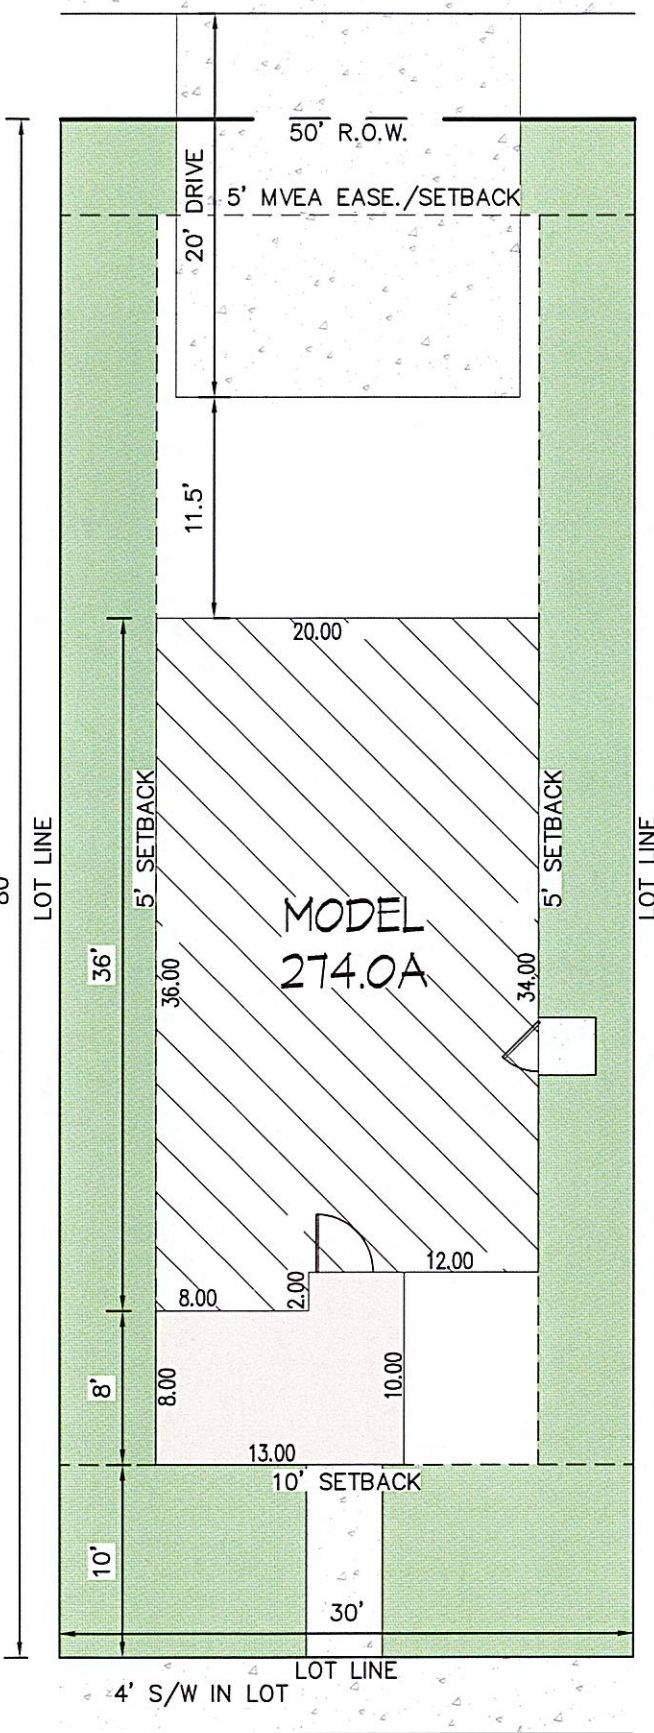 50' R.O.W.
20' DRIVE
5' MVEA EASE./SETBACK
11.5'
20.00
LOT LINE
5' SETBACK
5' SETBACK
LOT LINE
36'
MODEL
274.0A
36.00
34.00
12.00
8.00
2.00
8'
8.00
10.00
13.00
10' SETBACK
10'
30'
LOT LINE
4' S/W IN LOT